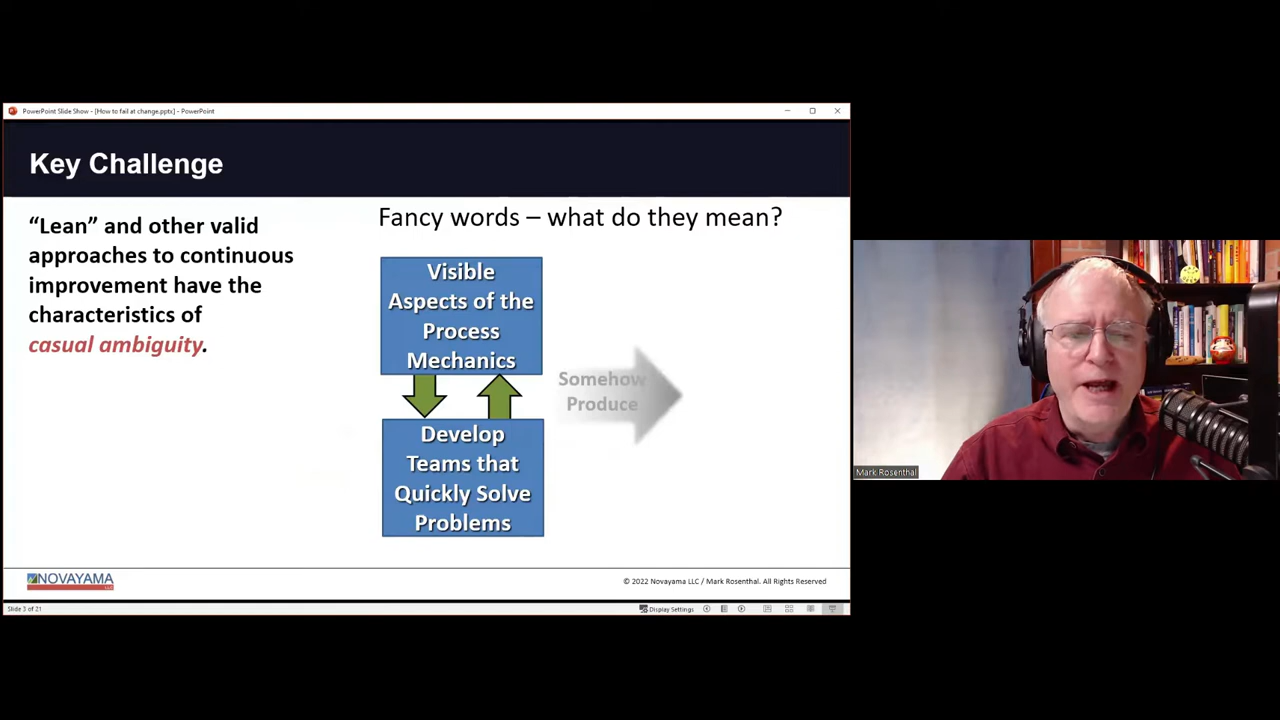 PowerPoint Slide Show - [How to fail at change.pptx] - PowerPoint
Key Challenge
“Lean” and other valid
approaches to continuous
improvement have the
characteristics of
casual ambiguity.
Fancy words – what do they mean?
Visible
Aspects of the
Process
Mechanics
Somehow
Produce
Develop
Teams that
Quickly Solve
Problems
NOVAYAMA
LLC
© 2022 Novayama LLC / Mark Rosenthal. All Rights Reserved
Slide 3 of 21
Display Settings
Mark Rosenthal